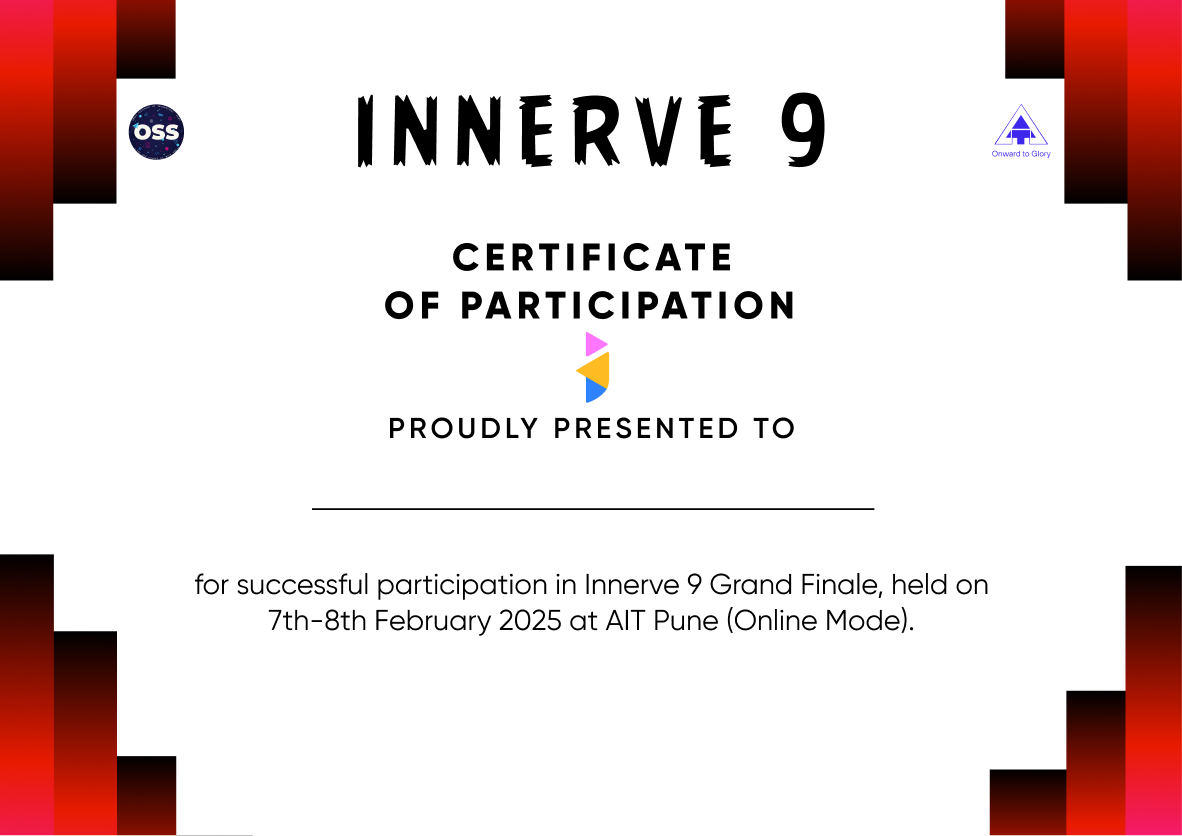 INNERVE 9
OSS
Onward to Glory
CERTIFICATE
OF PARTICIPATION
PROUDLY PRESENTED TO
for successful participation in Innerve 9 Grand Finale, held on
7th-8th February 2025 at AIT Pune (Online Mode).